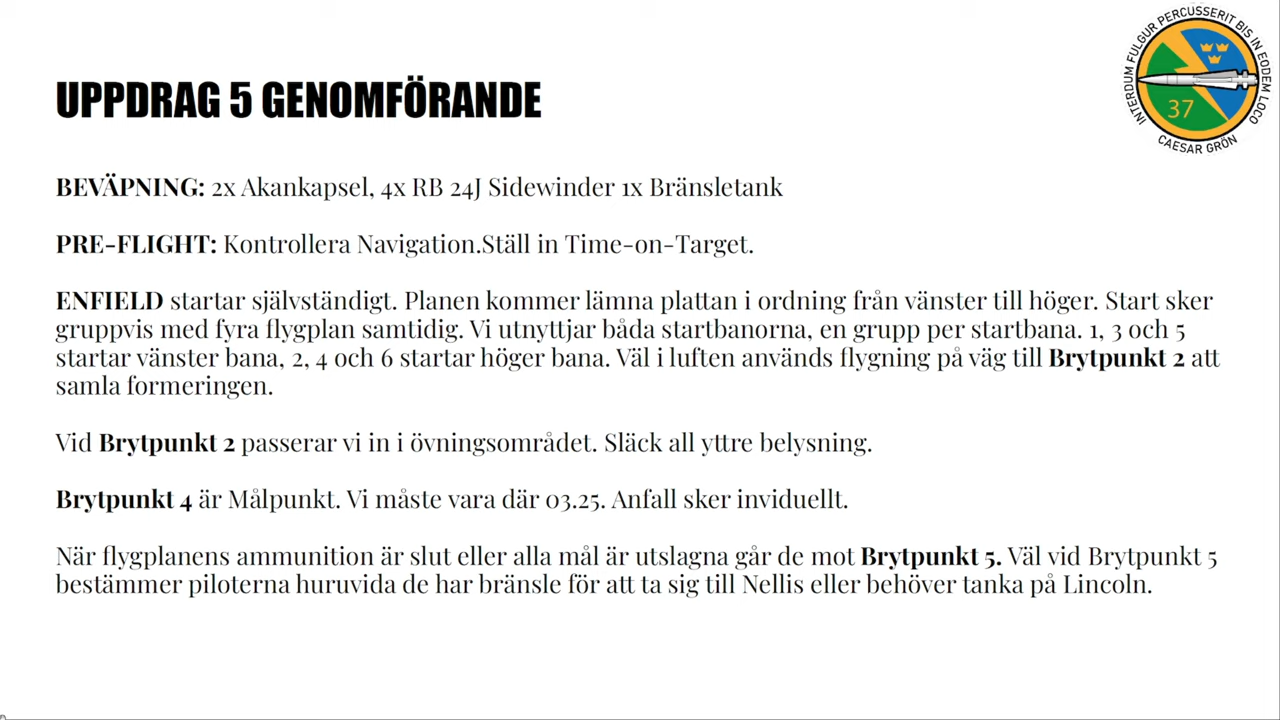 INTERDUM FULGUR PERCUSSERIT BIS IN EODEM LOCO
37
CAESAR GRÖN
UPPDRAG 5 GENOMFÖRANDE
BEVÄPNING: 2x Akankapsel, 4x RB 24J Sidewinder 1x Bränsletank
PRE-FLIGHT: Kontrollera Navigation.Ställ in Time-on-Target.
ENFIELD startar självständigt. Planen kommer lämna plattan i ordning från vänster till höger. Start sker
gruppvis med fyra flygplan samtidig. Vi utnyttjar båda startbanorna, en grupp per startbana. 1, 3 och 5
startar vänster bana, 2, 4 och 6 startar höger bana. Väl i luften används flygning på väg till Brytpunkt 2 att
samla formeringen.
Vid Brytpunkt 2 passerar vi in i övningsområdet. Släck all yttre belysning.
Brytpunkt 4 är Målpunkt. Vi måste vara där 03.25. Anfall sker inviduellt.
När flygplanens ammunition är slut eller alla mål är utslagna går de mot Brytpunkt 5. Väl vid Brytpunkt 5
bestämmer piloterna huruvida de har bränsle för att ta sig till Nellis eller behöver tanka på Lincoln.